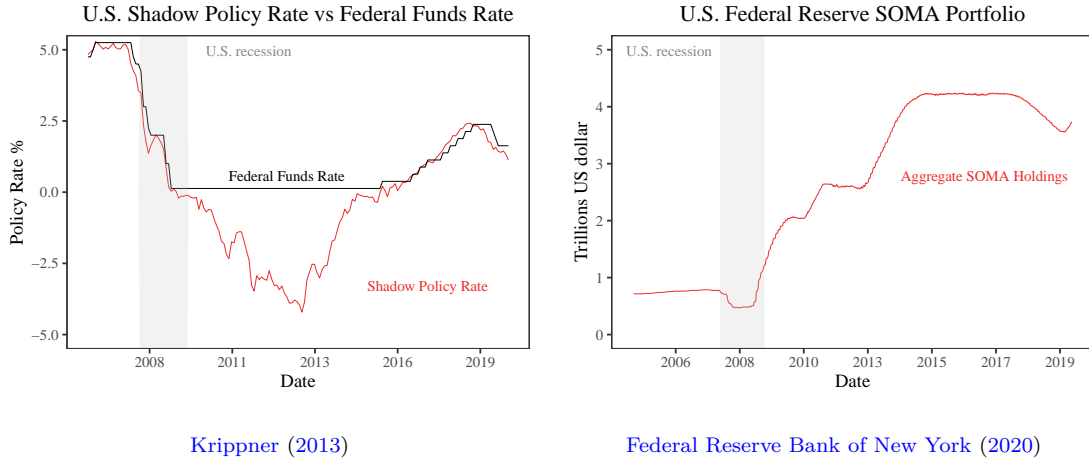 U.S. Shadow Policy Rate vs Federal Funds Rate
5.0
2.5
0.0
−2.5
−5.0
Policy Rate %
U.S. recession
Federal Funds Rate
Shadow Policy Rate
2008 2011 2013 2016 2019
Date
Krippner (2013)
U.S. Federal Reserve SOMA Portfolio
5
4
3
2
1
0
Trillions US dollar
U.S. recession
Aggregate SOMA Holdings
2006 2008 2010 2013 2015 2017 2019
Date
Federal Reserve Bank of New York (2020)